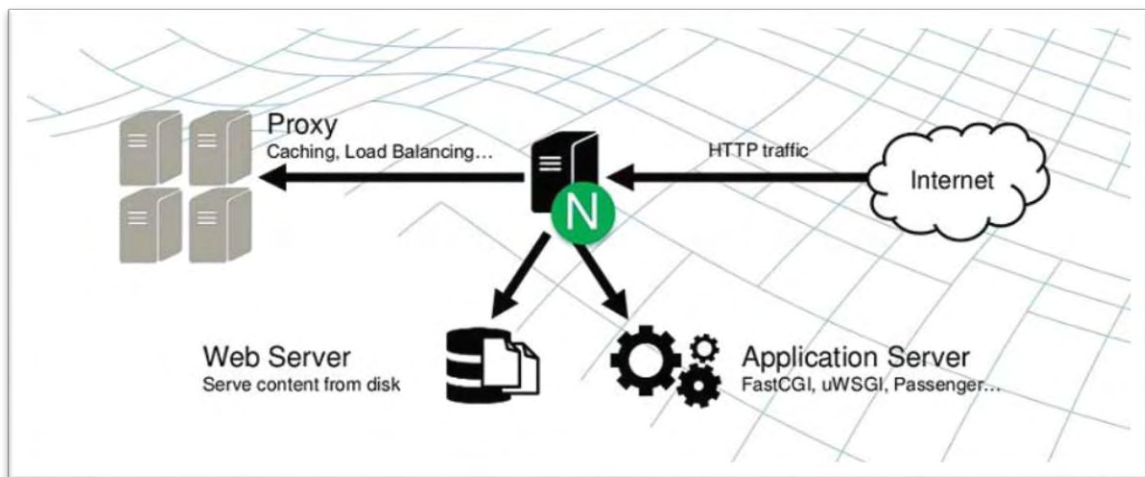 Proxy
Caching, Load Balancing…
HTTP traffic
Internet
N
Web Server
Serve content from disk
Application Server
FastCGI, uWSGI, Passenger…